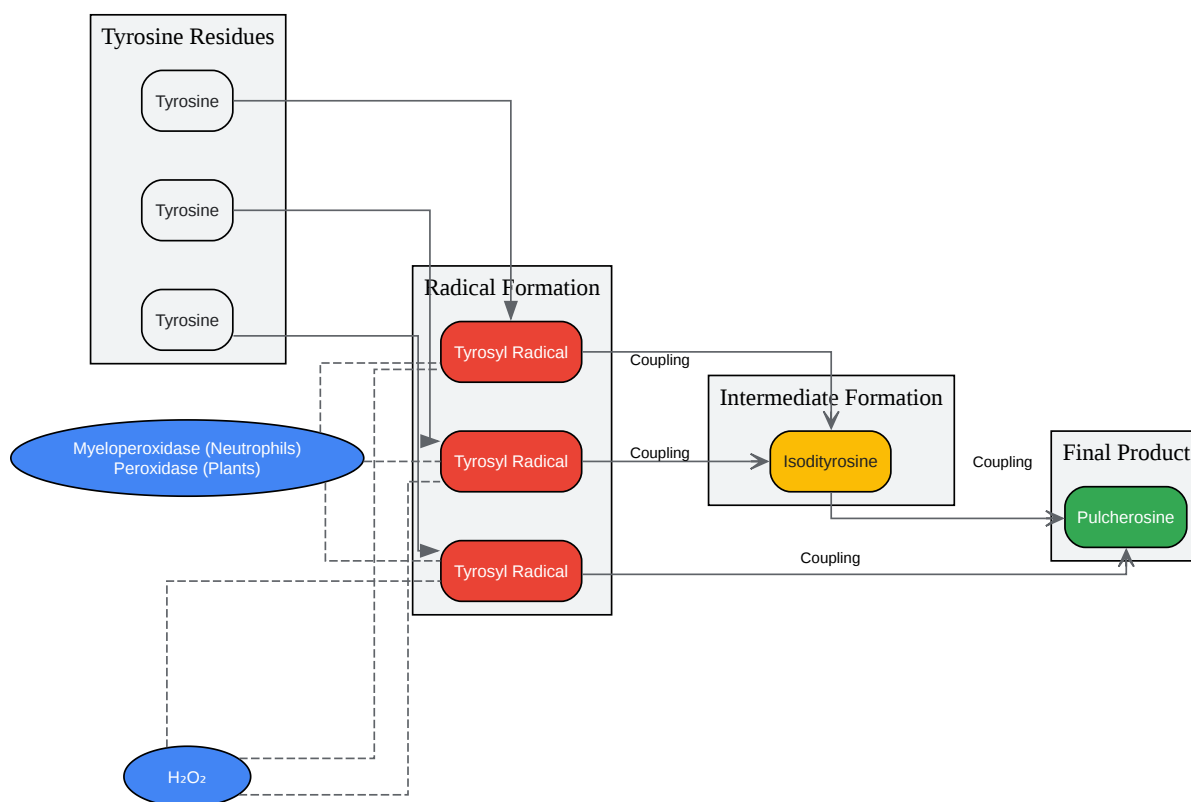 Tyrosine Residues
Tyrosine
Tyrosine
Tyrosine
Radical Formation
Tyrosyl Radical
Tyrosyl Radical
Tyrosyl Radical
Coupling
Coupling
Coupling
Coupling
Intermediate Formation
Isodityrosine
Final Product
Pulcherosine
Myeloperoxidase (Neutrophils)
Peroxidase (Plants)
H₂O₂